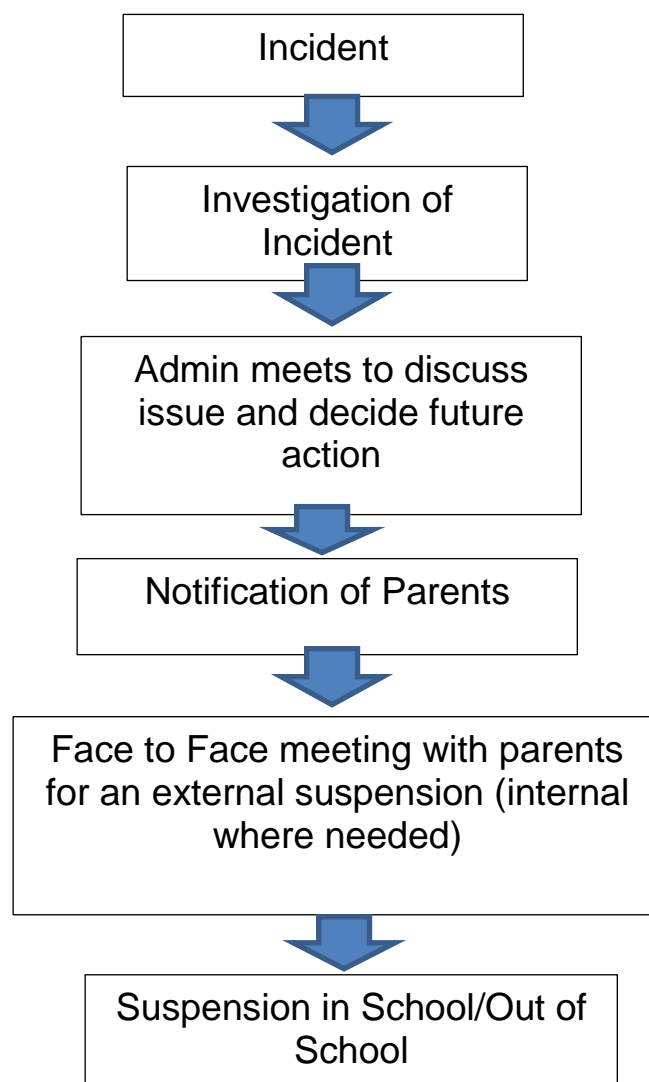 Incident
Investigation of
Incident
Admin meets to discuss
issue and decide future
action
Notification of Parents
Face to Face meeting with parents
for an external suspension (internal
where needed)
Suspension in School/Out of
School